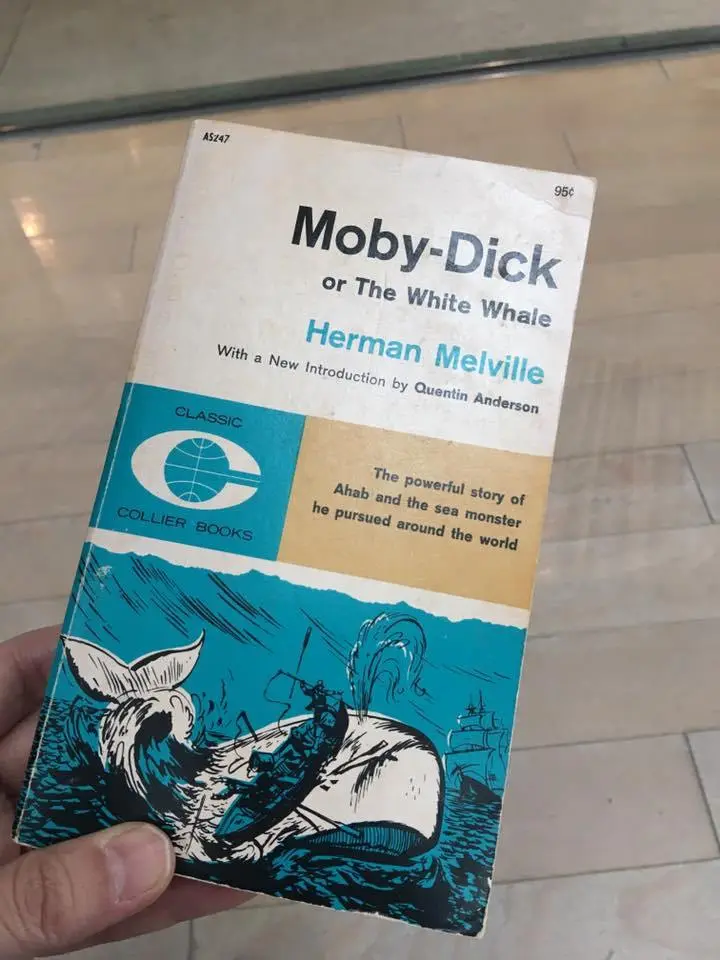 AS247
95¢
Moby-Dick
or The White Whale
Herman Melville
With a New Introduction by Quentin Anderson
CLASSIC
COLLIER BOOKS
The powerful story of
Ahab and the sea monster
he pursued around the world